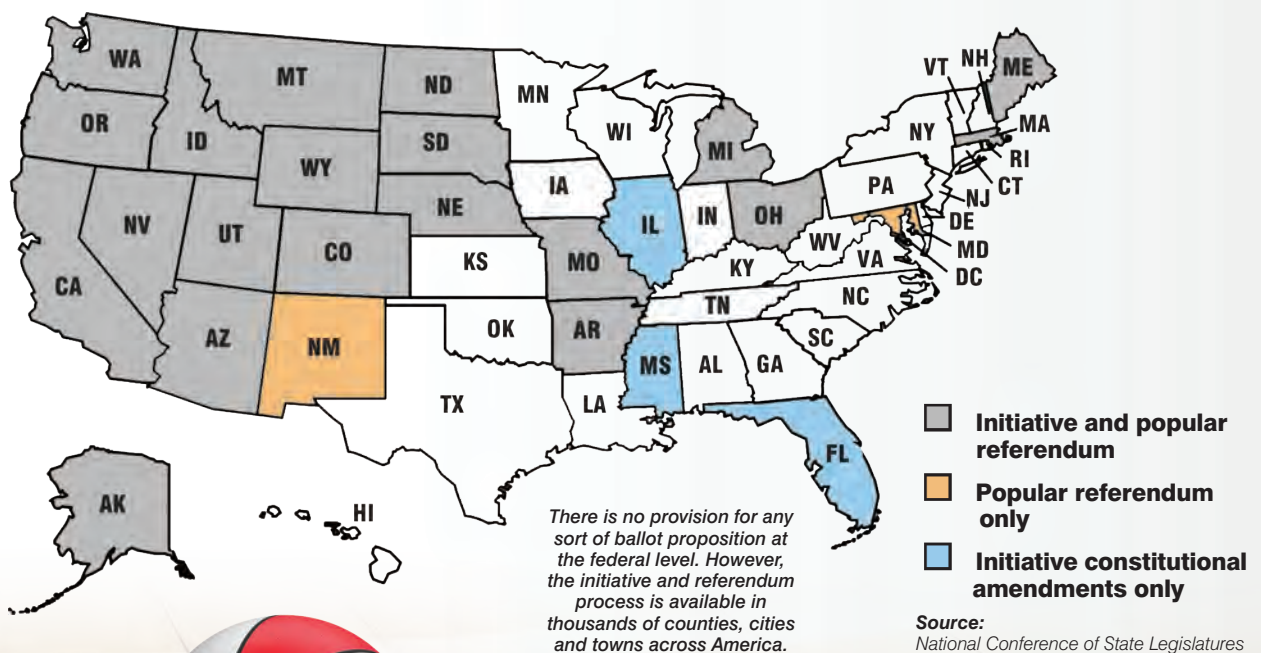 WA
MT
ND
MN
VT
NH
ME
OR
ID
SD
WI
MI
NY
MA
WY
RI
CT
IA
PA
NJ
NE
NV
UT
CO
IL
IN
OH
DE
WV
MD
VA
DC
CA
KS
MO
KY
NC
AZ
NM
OK
AR
TN
SC
TX
LA
MS
AL
GA
FL
AK
HI
Initiative and popular
referendum
Popular referendum
only
Initiative constitutional
amendments only
There is no provision for any
sort of ballot proposition at
the federal level. However,
the initiative and referendum
process is available in
thousands of counties, cities
and towns across America.
Source:
National Conference of State Legislatures